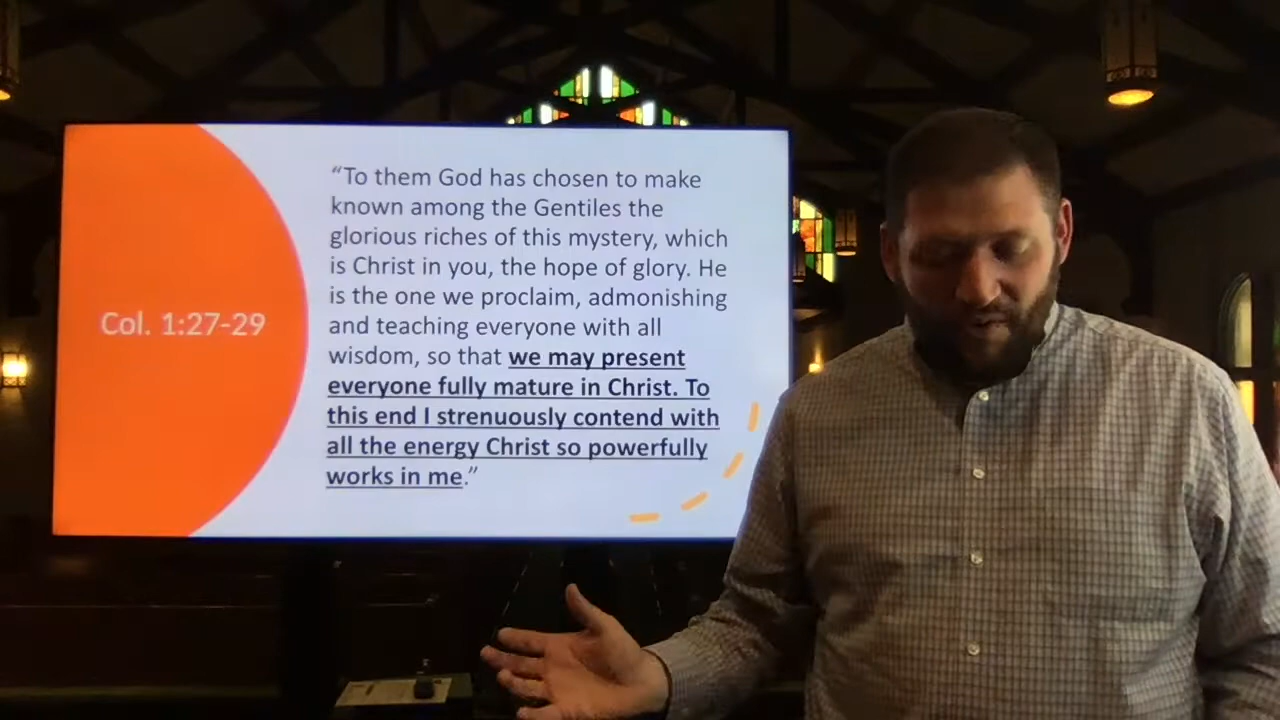 Col. 1:27-29
“To them God has chosen to make
known among the Gentiles the
glorious riches of this mystery, which
is Christ in you, the hope of glory. He
is the one we proclaim, admonishing
and teaching everyone with all
wisdom, so that we may present
everyone fully mature in Christ. To
this end I strenuously contend with
all the energy Christ so powerfully
works in me.”